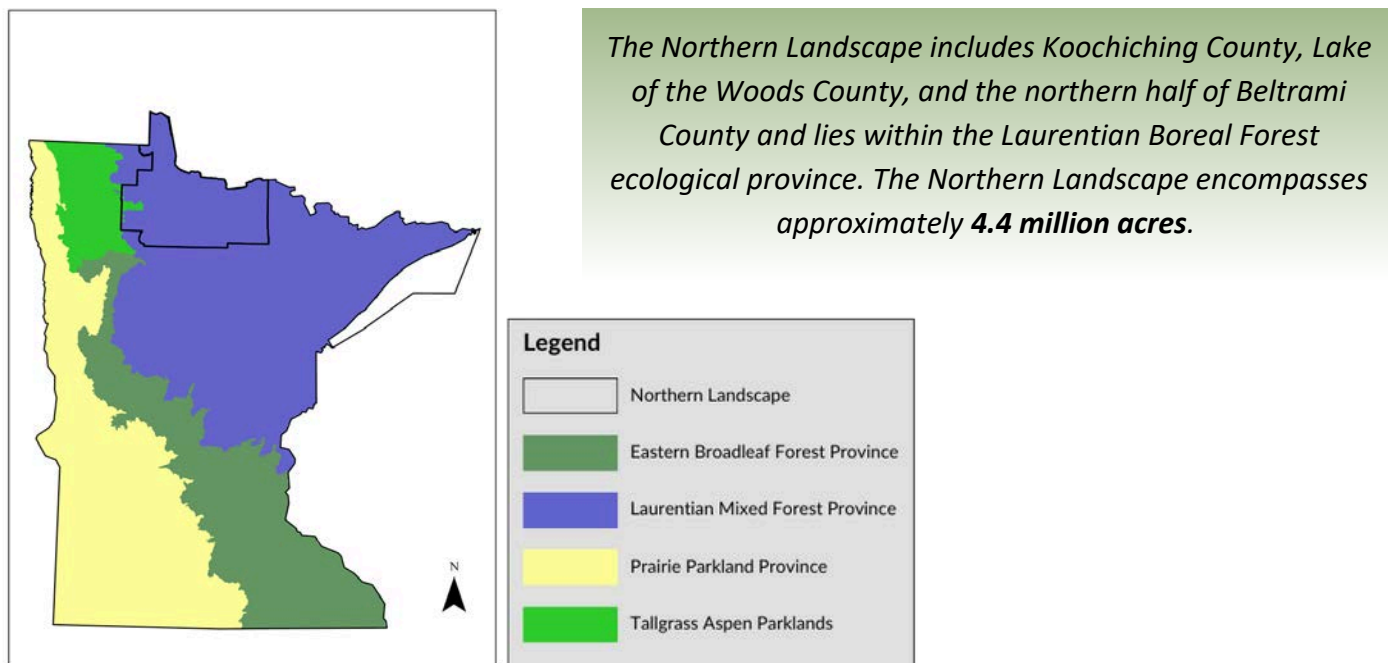 The Northern Landscape includes Koochiching County, Lake
of the Woods County, and the northern half of Beltrami
County and lies within the Laurentian Boreal Forest
ecological province. The Northern Landscape encompasses
approximately 4.4 million acres.
Legend
Northern Landscape
Eastern Broadleaf Forest Province
Laurentian Mixed Forest Province
Prairie Parkland Province
Tallgrass Aspen Parklands
N